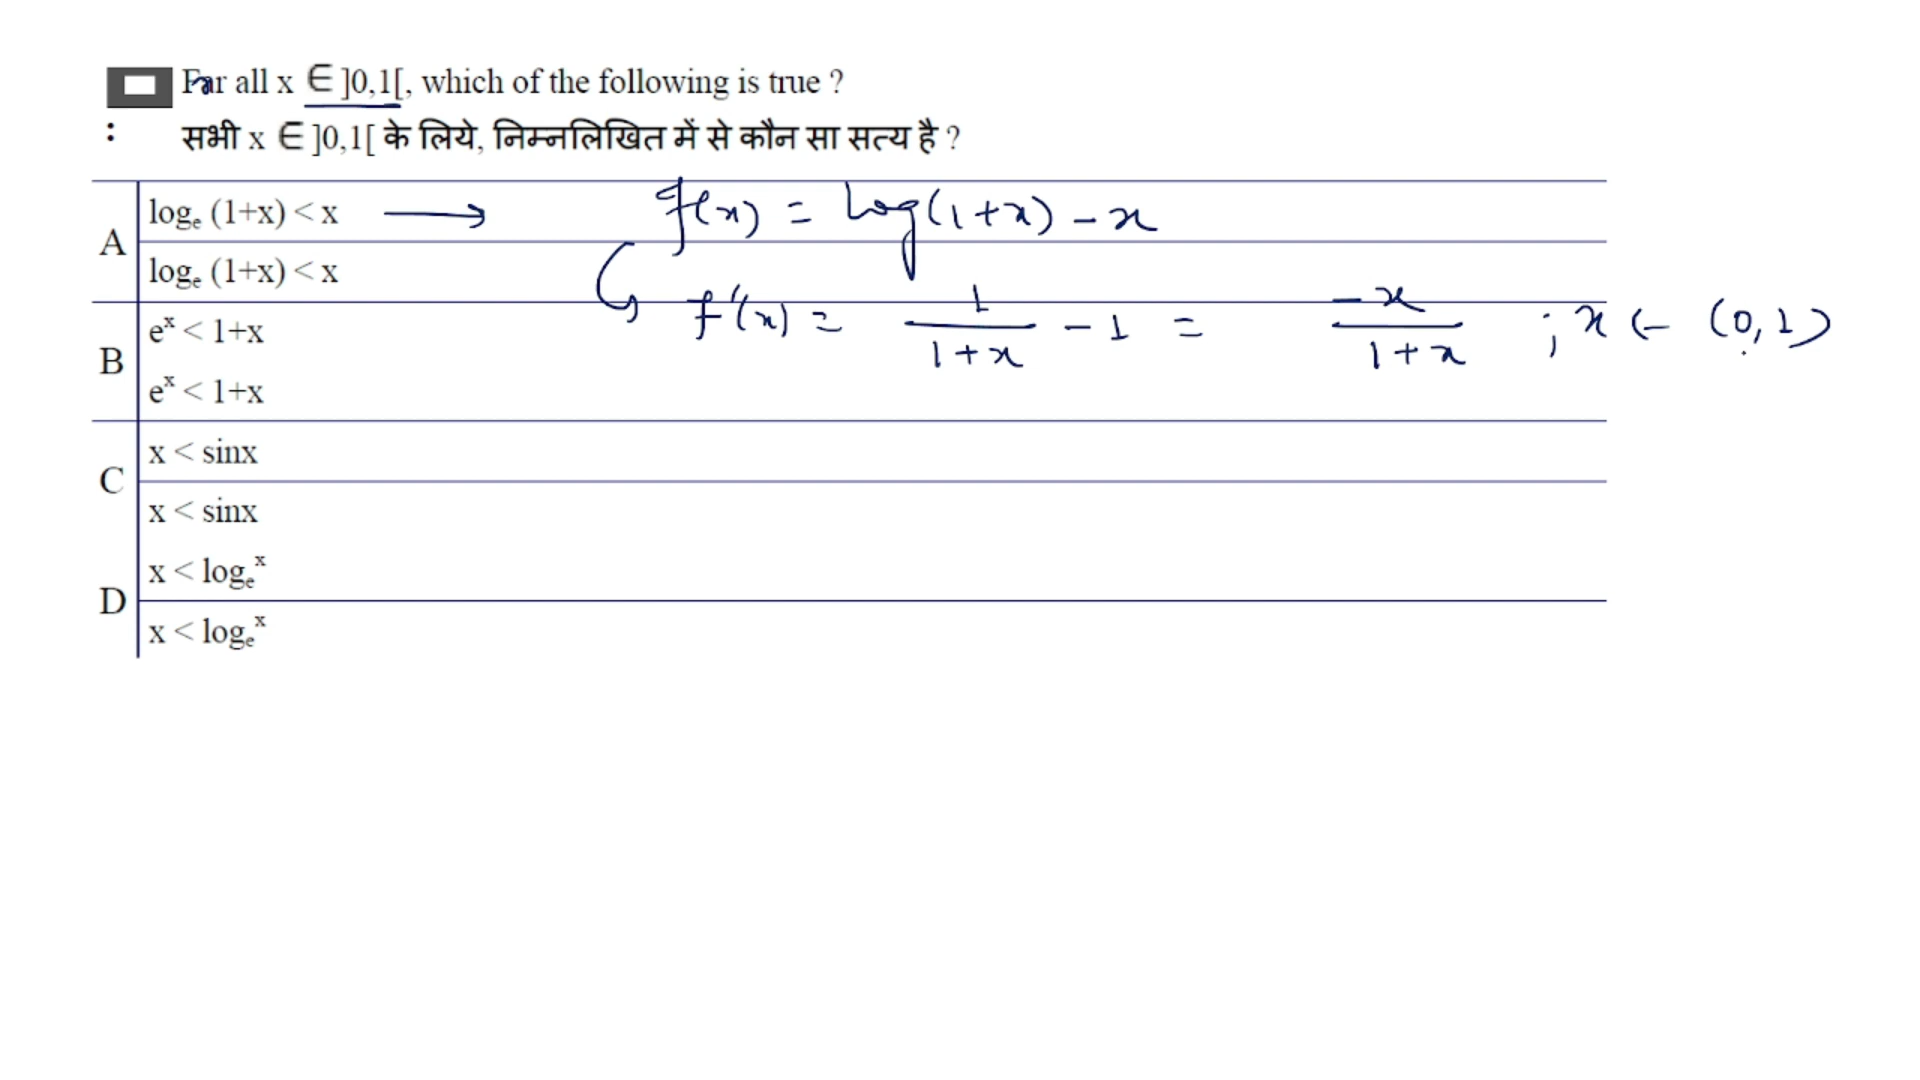 For all x ∈ ]0,1[, which of the following is true ?
: सभी x ∈ ]0,1[ के लिये, निम्नलिखित में से कौन सा सत्य है ?
A
logₑ (1+x) < x ⟶ f(x) = log(1+x) - x
logₑ (1+x) < x
f'(x) = 1/(1+x) - 1 = -x/(1+x) ; x ← (0,1)
B
eˣ < 1+x
eˣ < 1+x
C
x < sinx
x < sinx
D
x < logₑˣ
x < logₑˣ